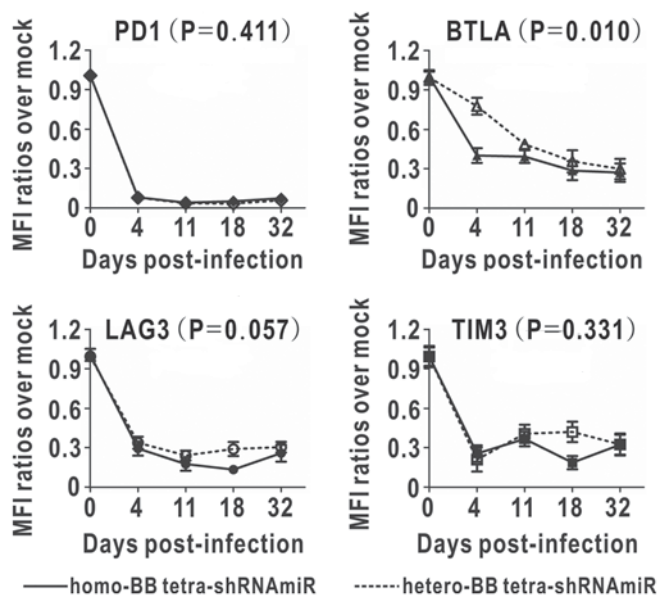 PD1 (P=0.411)
MFI ratios over mock
1.2
0.9
0.6
0.3
0
0 4 11 18 32
Days post-infection
BTLA (P=0.010)
MFI ratios over mock
1.2
0.9
0.6
0.3
0
0 4 11 18 32
Days post-infection
LAG3 (P=0.057)
MFI ratios over mock
1.2
0.9
0.6
0.3
0
0 4 11 18 32
Days post-infection
TIM3 (P=0.331)
MFI ratios over mock
1.2
0.9
0.6
0.3
0
0 4 11 18 32
Days post-infection
homo-BB tetra-shRNAmiR
hetero-BB tetra-shRNAmiR